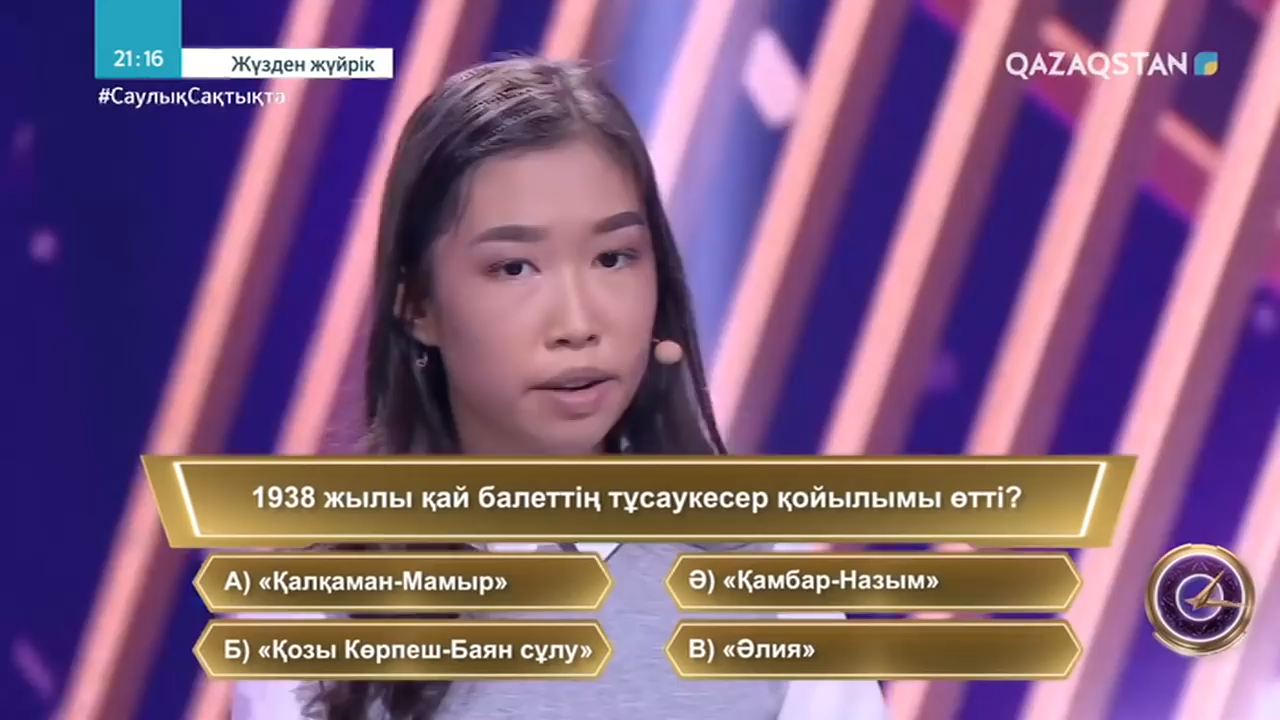 21:16
Жүзден жүйрік
#СаулықСақтықта
QAZAQSTAN
1938 жылы қай балеттің тұсаукесер қойылымы өтті?
А) «Қалқаман-Мамыр»
Ә) «Қамбар-Назым»
Б) «Қозы Көрпеш-Баян сұлу»
В) «Әлия»